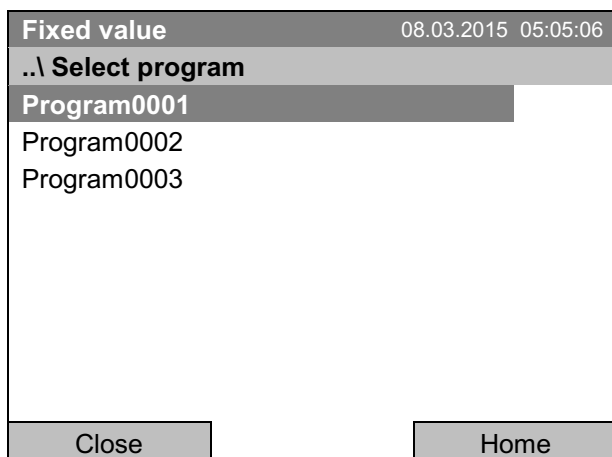 Fixed value 08.03.2015 05:05:06
..\ Select program
Program0001
Program0002
Program0003
Close Home